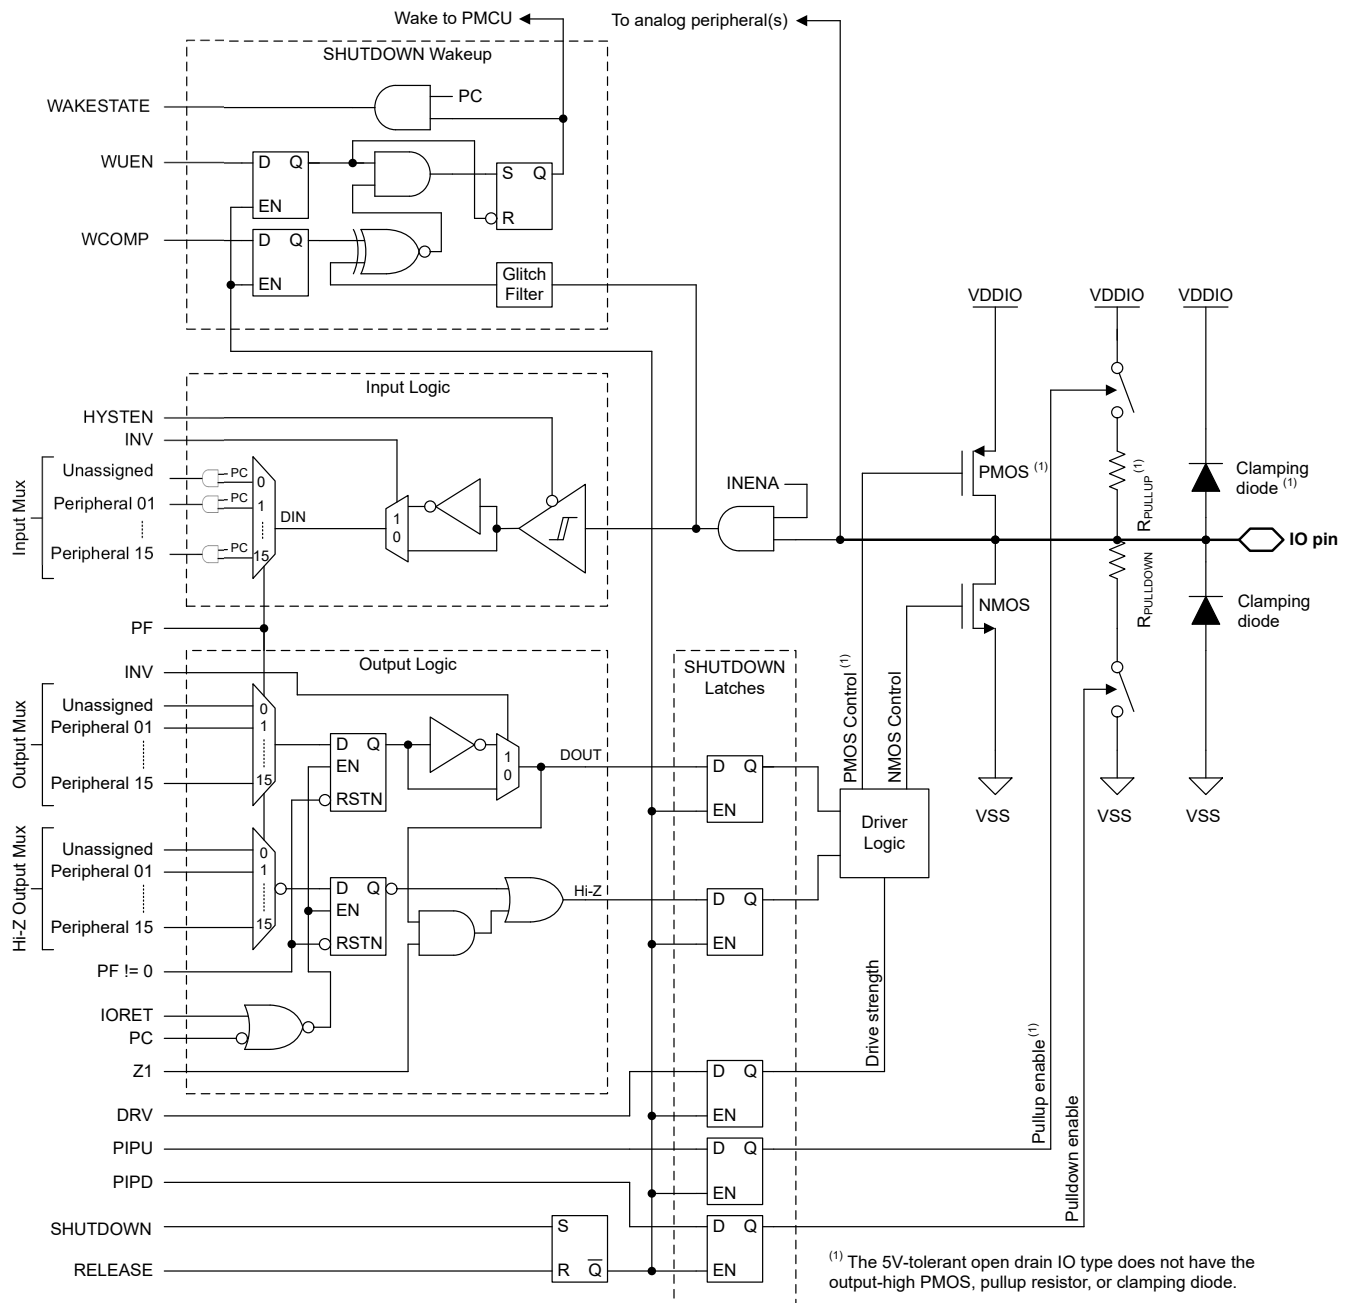 Wake to PMCU
To analog peripheral(s)
SHUTDOWN Wakeup
WAKESTATE
PC
WUEN
D Q
EN
S Q
R
WCOMP
D Q
EN
Glitch
Filter
VDDIO
VDDIO
VDDIO
Input Logic
HYSTEN
INV
Input Mux
Unassigned
PC
0
Peripheral 01
PC
1
Peripheral 15
PC
15
DIN
1
0
INENA
PMOS (1)
RPULLUP (1)
Clamping
diode (1)
IO pin
RPULLDOWN
NMOS
Clamping
diode
PF
Output Logic
INV
Output Mux
Unassigned
0
Peripheral 01
1
Peripheral 15
15
D Q
EN
RSTN
1
0
DOUT
SHUTDOWN
Latches
D Q
EN
PMOS Control (1)
NMOS Control
VSS
VSS
VSS
Driver
Logic
Hi-Z Output Mux
Unassigned
0
Peripheral 01
1
Peripheral 15
15
D Q
EN
RSTN
Hi-Z
D Q
EN
PF != 0
IORET
PC
Z1
Drive strength
D Q
EN
DRV
PIPU
D Q
EN
Pullup enable (1)
PIPD
Pulldown enable
SHUTDOWN
S
D Q
RELEASE
R Q
EN
(1) The 5V-tolerant open drain IO type does not have the
output-high PMOS, pullup resistor, or clamping diode.